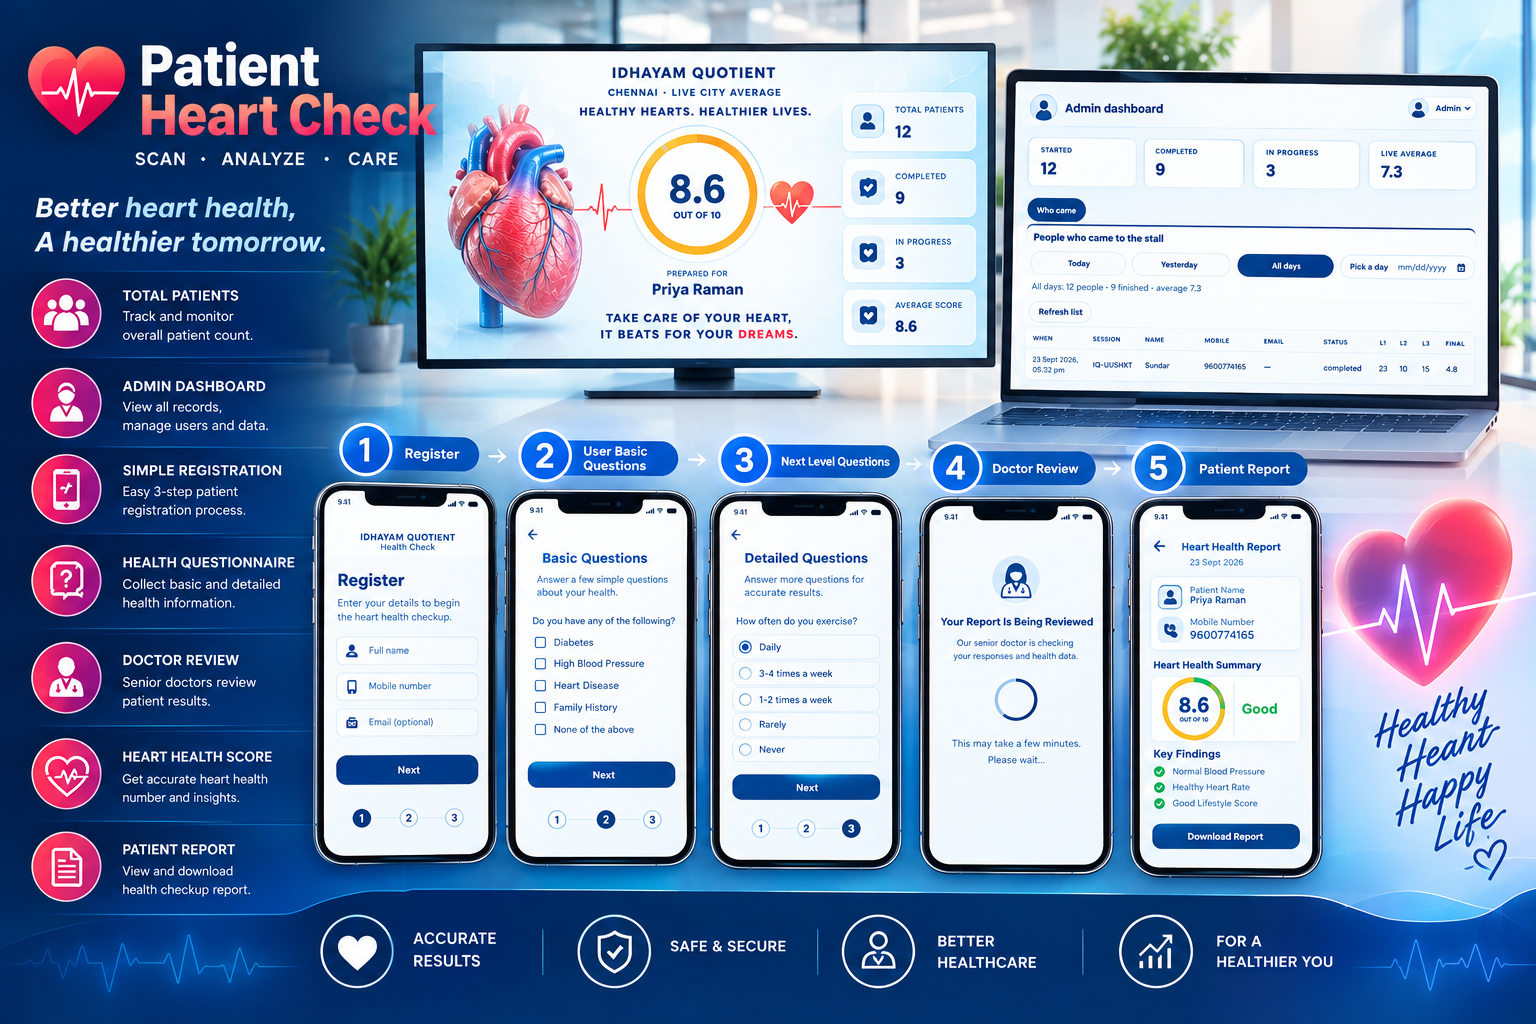 Patient
Heart Check
SCAN · ANALYZE · CARE
Better heart health,
A healthier tomorrow.
TOTAL PATIENTS
Track and monitor
overall patient count.
ADMIN DASHBOARD
View all records,
manage users and data.
SIMPLE REGISTRATION
Easy 3-step patient
registration process.
HEALTH QUESTIONNAIRE
Collect basic and detailed
health information.
DOCTOR REVIEW
Senior doctors review
patient results.
HEART HEALTH SCORE
Get accurate heart health
number and insights.
PATIENT REPORT
View and download
health checkup report.
IDHAYAM QUOTIENT
CHENNAI · LIVE CITY AVERAGE
HEALTHY HEARTS. HEALTHIER LIVES.
8.6
OUT OF 10
PREPARED FOR
Priya Raman
TAKE CARE OF YOUR HEART,
IT BEATS FOR YOUR DREAMS.
TOTAL PATIENTS
12
COMPLETED
9
IN PROGRESS
3
AVERAGE SCORE
8.6
Admin dashboard
Admin
STARTED
12
COMPLETED
9
IN PROGRESS
3
LIVE AVERAGE
7.3
Who came
People who came to the stall
Today Yesterday All days Pick a day mm/dd/yyyy
All days: 12 people · 9 finished · average 7.3
Refresh list
WHEN SESSION NAME MOBILE EMAIL STATUS L1 L2 L3 FINAL
23 Sept 2026,
05:32 pm
IQ-UUSHXT Sundar 9600774165 — completed 23 10 15 4.8
1 Register
2 User Basic
Questions
3 Next Level Questions
4 Doctor Review
5 Patient Report
9:41
IDHAYAM QUOTIENT
Health Check
Register
Enter your details to begin
the heart health checkup.
Full name
Mobile number
Email (optional)
Next
1 2 3
9:41
Basic Questions
Answer a few simple questions
about your health.
Do you have any of the following?
Diabetes
High Blood Pressure
Heart Disease
Family History
None of the above
Next
1 2 3
9:41
Detailed Questions
Answer more questions for
accurate results.
How often do you exercise?
Daily
3-4 times a week
1-2 times a week
Rarely
Never
Next
1 2 3
9:41
Your Report Is Being Reviewed
Our senior doctor is checking
your responses and health data.
This may take a few minutes.
Please wait...
9:41
Heart Health Report
23 Sept 2026
Patient Name
Priya Raman
Mobile Number
9600774165
Heart Health Summary
8.6
OUT OF 10
Good
Key Findings
Normal Blood Pressure
Healthy Heart Rate
Good Lifestyle Score
Download Report
Healthy
Heant
Happy
Life
ACCURATE
RESULTS
SAFE & SECURE
BETTER
HEALTHCARE
FOR A
HEALTHIER YOU